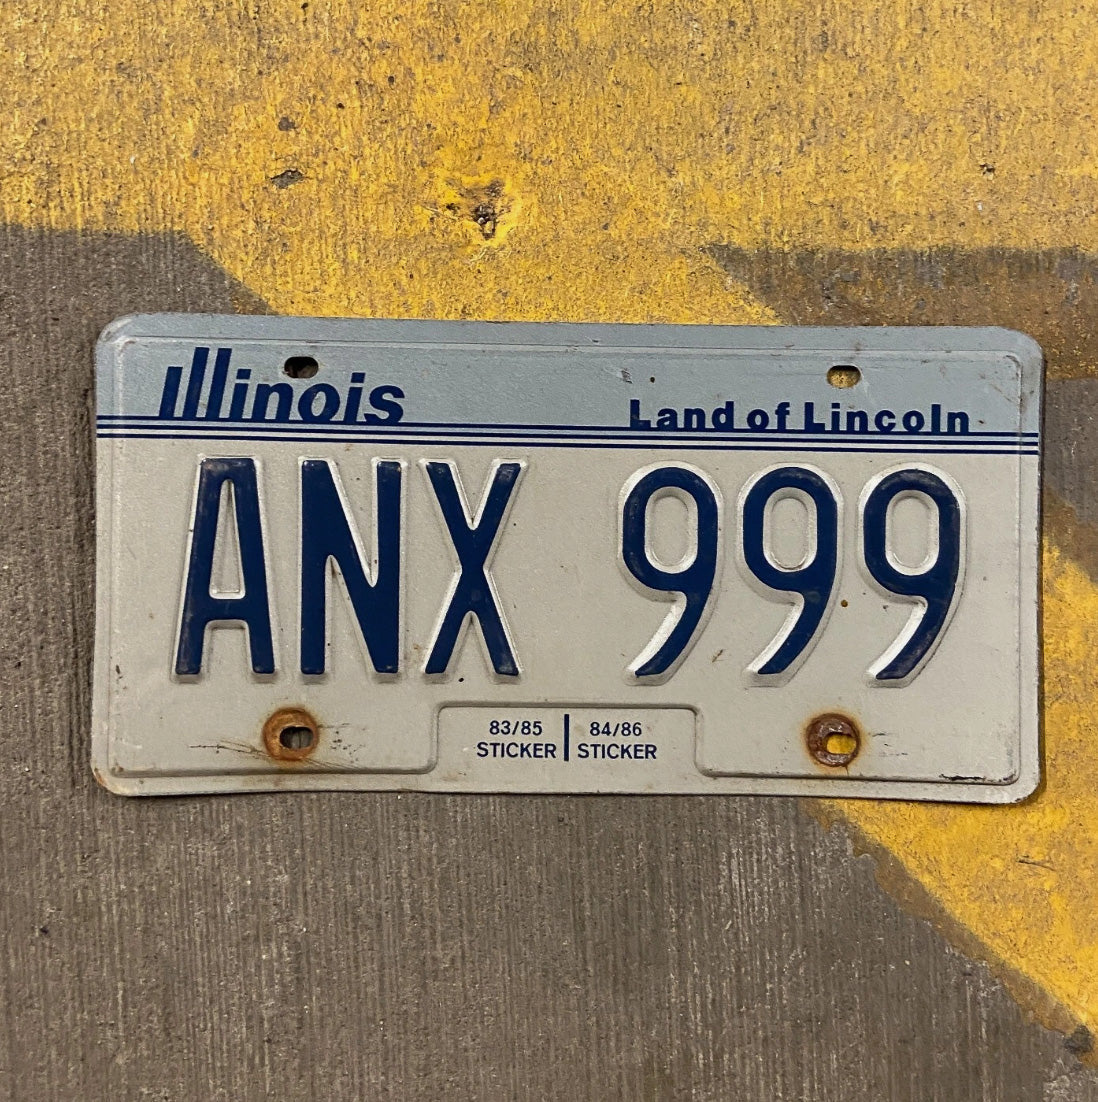 Illinois
Land of Lincoln
ANX 999
83/85 | 84/86
STICKER | STICKER